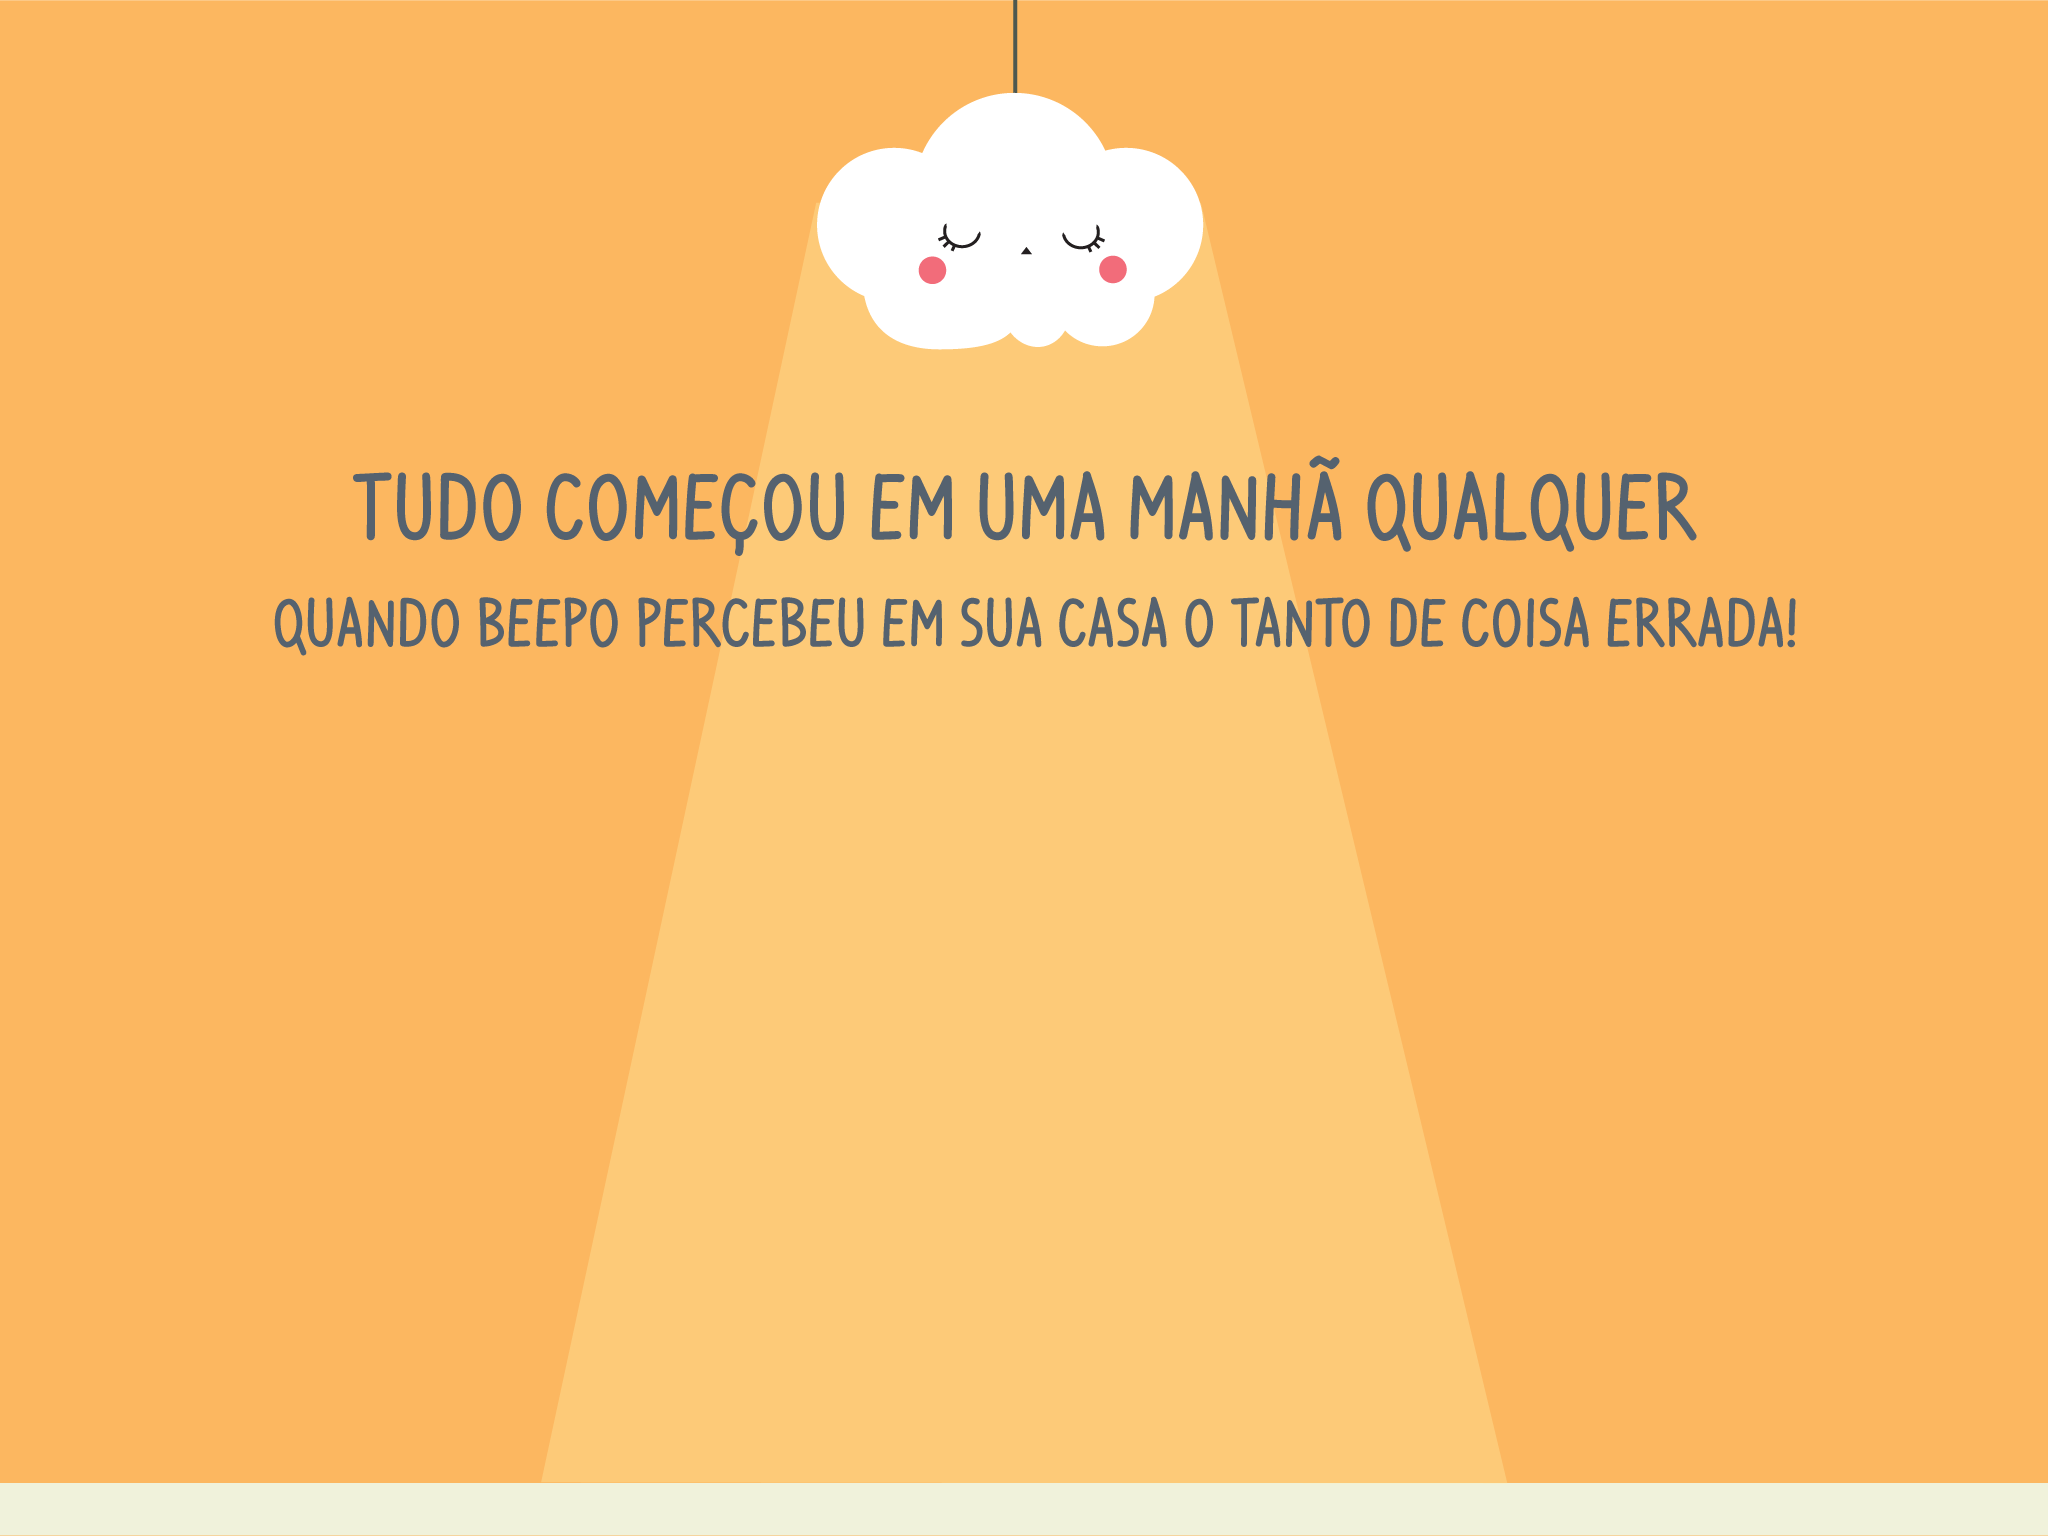 TUDO COMEÇOU EM UMA MANHÃ QUALQUER
QUANDO BEEPO PERCEBEU EM SUA CASA O TANTO DE COISA ERRADA!